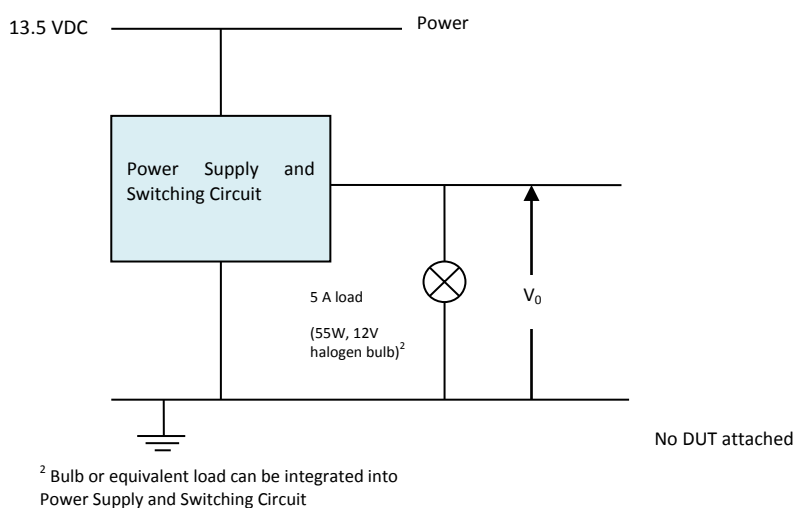 13.5 VDC
Power
Power Supply and
Switching Circuit
5 A load
(55W, 12V
halogen bulb)²
V₀
No DUT attached
² Bulb or equivalent load can be integrated into
Power Supply and Switching Circuit